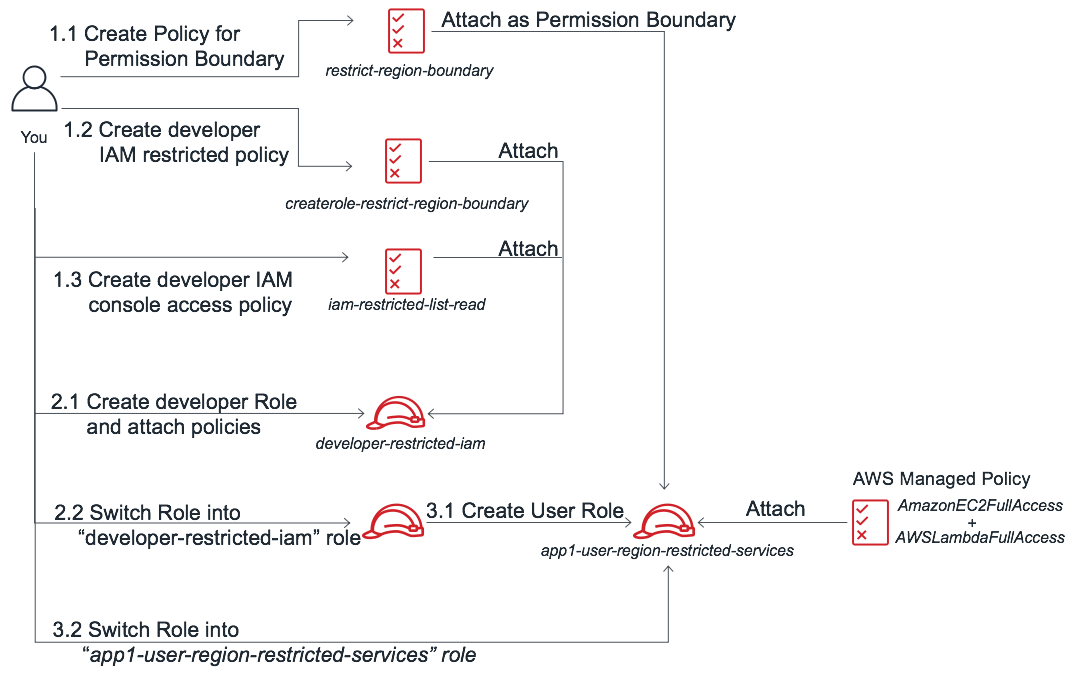 1.1 Create Policy for
Permission Boundary
Attach as Permission Boundary
restrict-region-boundary
You
1.2 Create developer
IAM restricted policy
Attach
createrole-restrict-region-boundary
Attach
1.3 Create developer IAM
console access policy
iam-restricted-list-read
2.1 Create developer Role
and attach policies
developer-restricted-iam
2.2 Switch Role into
“developer-restricted-iam” role
3.1 Create User Role
app1-user-region-restricted-services
Attach
AWS Managed Policy
AmazonEC2FullAccess
+
AWSLambdaFullAccess
3.2 Switch Role into
“app1-user-region-restricted-services” role